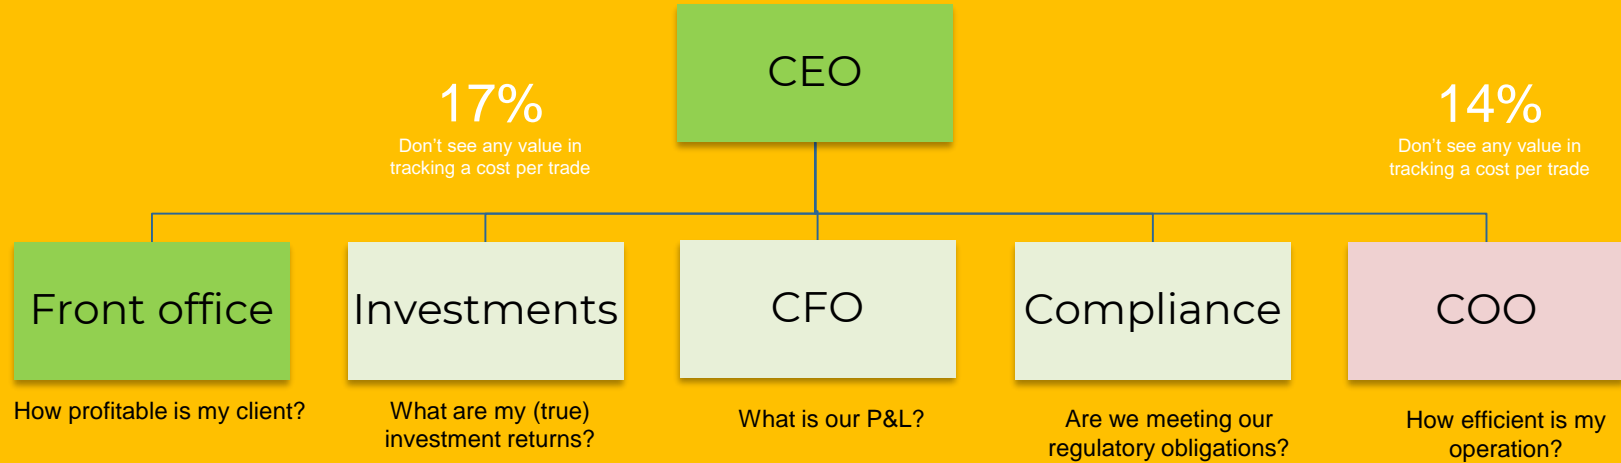 CEO
17%
Don't see any value in
tracking a cost per trade
14%
Don't see any value in
tracking a cost per trade
Front office
Investments
CFO
Compliance
COO
How profitable is my client?
What are my (true)
investment returns?
What is our P&L?
Are we meeting our
regulatory obligations?
How efficient is my
operation?